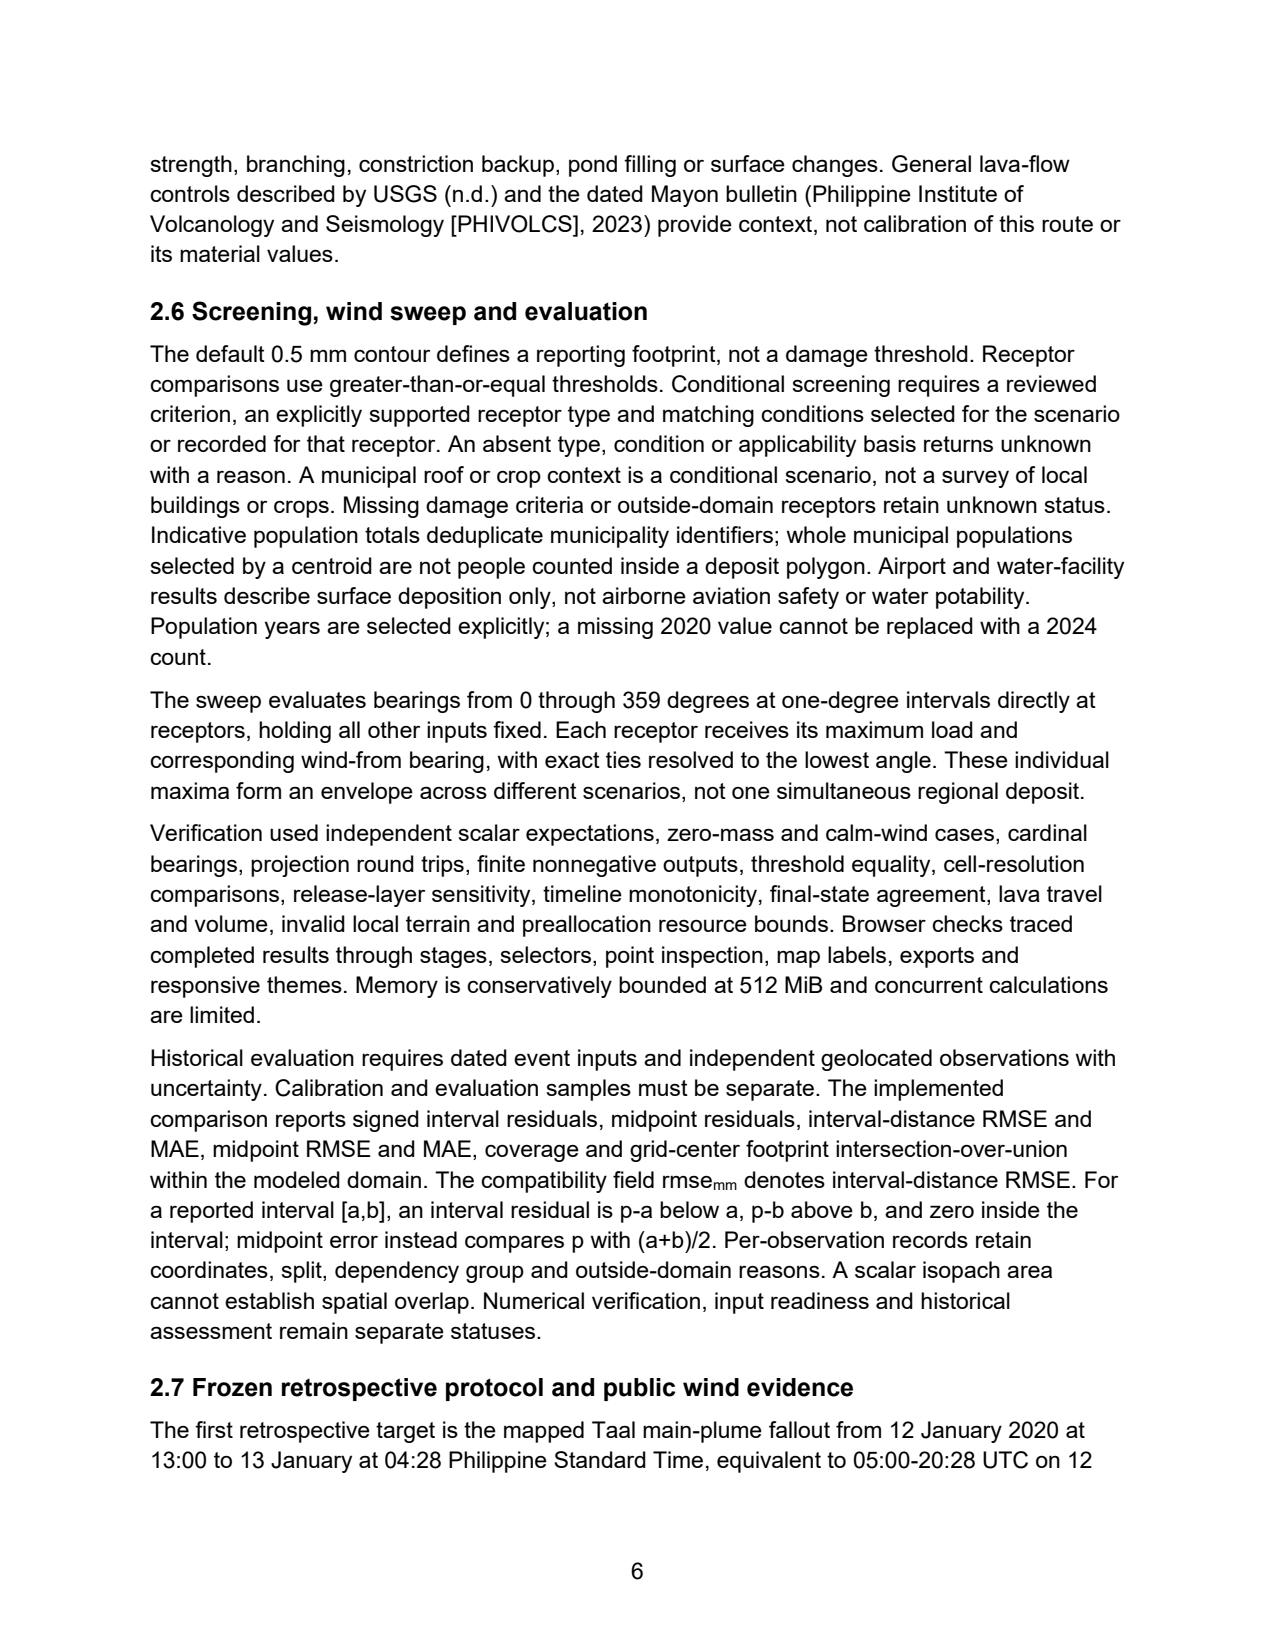 strength, branching, constriction backup, pond filling or surface changes. General lava-flow
controls described by USGS (n.d.) and the dated Mayon bulletin (Philippine Institute of
Volcanology and Seismology [PHIVOLCS], 2023) provide context, not calibration of this route or
its material values.
2.6 Screening, wind sweep and evaluation
The default 0.5 mm contour defines a reporting footprint, not a damage threshold. Receptor
comparisons use greater-than-or-equal thresholds. Conditional screening requires a reviewed
criterion, an explicitly supported receptor type and matching conditions selected for the scenario
or recorded for that receptor. An absent type, condition or applicability basis returns unknown
with a reason. A municipal roof or crop context is a conditional scenario, not a survey of local
buildings or crops. Missing damage criteria or outside-domain receptors retain unknown status.
Indicative population totals deduplicate municipality identifiers; whole municipal populations
selected by a centroid are not people counted inside a deposit polygon. Airport and water-facility
results describe surface deposition only, not airborne aviation safety or water potability.
Population years are selected explicitly; a missing 2020 value cannot be replaced with a 2024
count.
The sweep evaluates bearings from 0 through 359 degrees at one-degree intervals directly at
receptors, holding all other inputs fixed. Each receptor receives its maximum load and
corresponding wind-from bearing, with exact ties resolved to the lowest angle. These individual
maxima form an envelope across different scenarios, not one simultaneous regional deposit.
Verification used independent scalar expectations, zero-mass and calm-wind cases, cardinal
bearings, projection round trips, finite nonnegative outputs, threshold equality, cell-resolution
comparisons, release-layer sensitivity, timeline monotonicity, final-state agreement, lava travel
and volume, invalid local terrain and preallocation resource bounds. Browser checks traced
completed results through stages, selectors, point inspection, map labels, exports and
responsive themes. Memory is conservatively bounded at 512 MiB and concurrent calculations
are limited.
Historical evaluation requires dated event inputs and independent geolocated observations with
uncertainty. Calibration and evaluation samples must be separate. The implemented
comparison reports signed interval residuals, midpoint residuals, interval-distance RMSE and
MAE, midpoint RMSE and MAE, coverage and grid-center footprint intersection-over-union
within the modeled domain. The compatibility field rmse_mm denotes interval-distance RMSE. For
a reported interval [a,b], an interval residual is p-a below a, p-b above b, and zero inside the
interval; midpoint error instead compares p with (a+b)/2. Per-observation records retain
coordinates, split, dependency group and outside-domain reasons. A scalar isopach area
cannot establish spatial overlap. Numerical verification, input readiness and historical
assessment remain separate statuses.
2.7 Frozen retrospective protocol and public wind evidence
The first retrospective target is the mapped Taal main-plume fallout from 12 January 2020 at
13:00 to 13 January at 04:28 Philippine Standard Time, equivalent to 05:00-20:28 UTC on 12
6